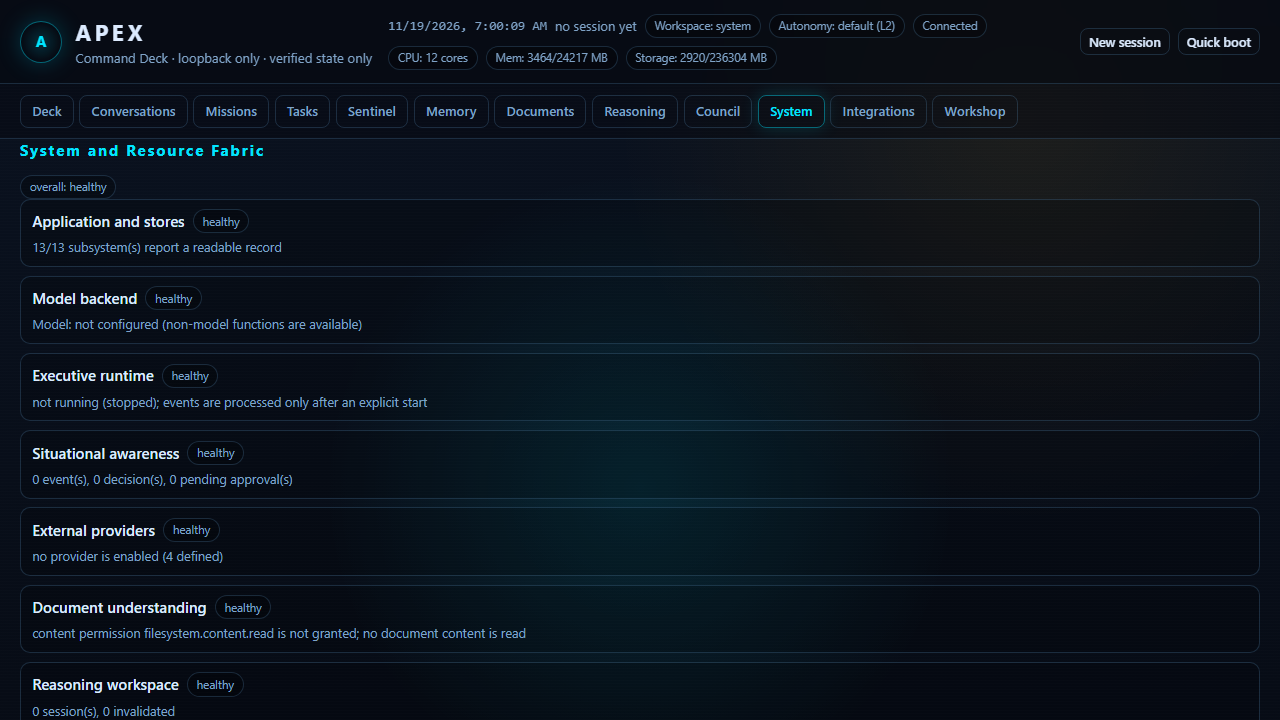 A
APEX
Command Deck · loopback only · verified state only
11/19/2026, 7:00:09 AM no session yet Workspace: system Autonomy: default (L2) Connected
CPU: 12 cores Mem: 3464/24217 MB Storage: 2920/236304 MB
New session Quick boot
Deck Conversations Missions Tasks Sentinel Memory Documents Reasoning Council System Integrations Workshop
System and Resource Fabric
overall: healthy
Application and stores healthy
13/13 subsystem(s) report a readable record
Model backend healthy
Model: not configured (non-model functions are available)
Executive runtime healthy
not running (stopped); events are processed only after an explicit start
Situational awareness healthy
0 event(s), 0 decision(s), 0 pending approval(s)
External providers healthy
no provider is enabled (4 defined)
Document understanding healthy
content permission filesystem.content.read is not granted; no document content is read
Reasoning workspace healthy
0 session(s), 0 invalidated